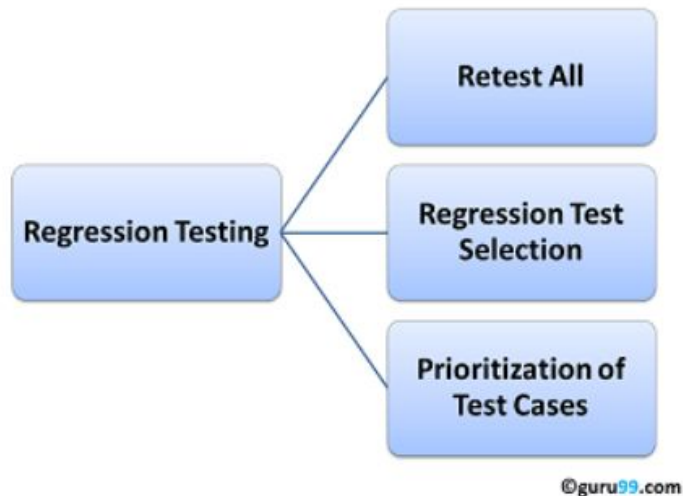 Retest All
Regression Testing
Regression Test
Selection
Prioritization of
Test Cases
©guru99.com